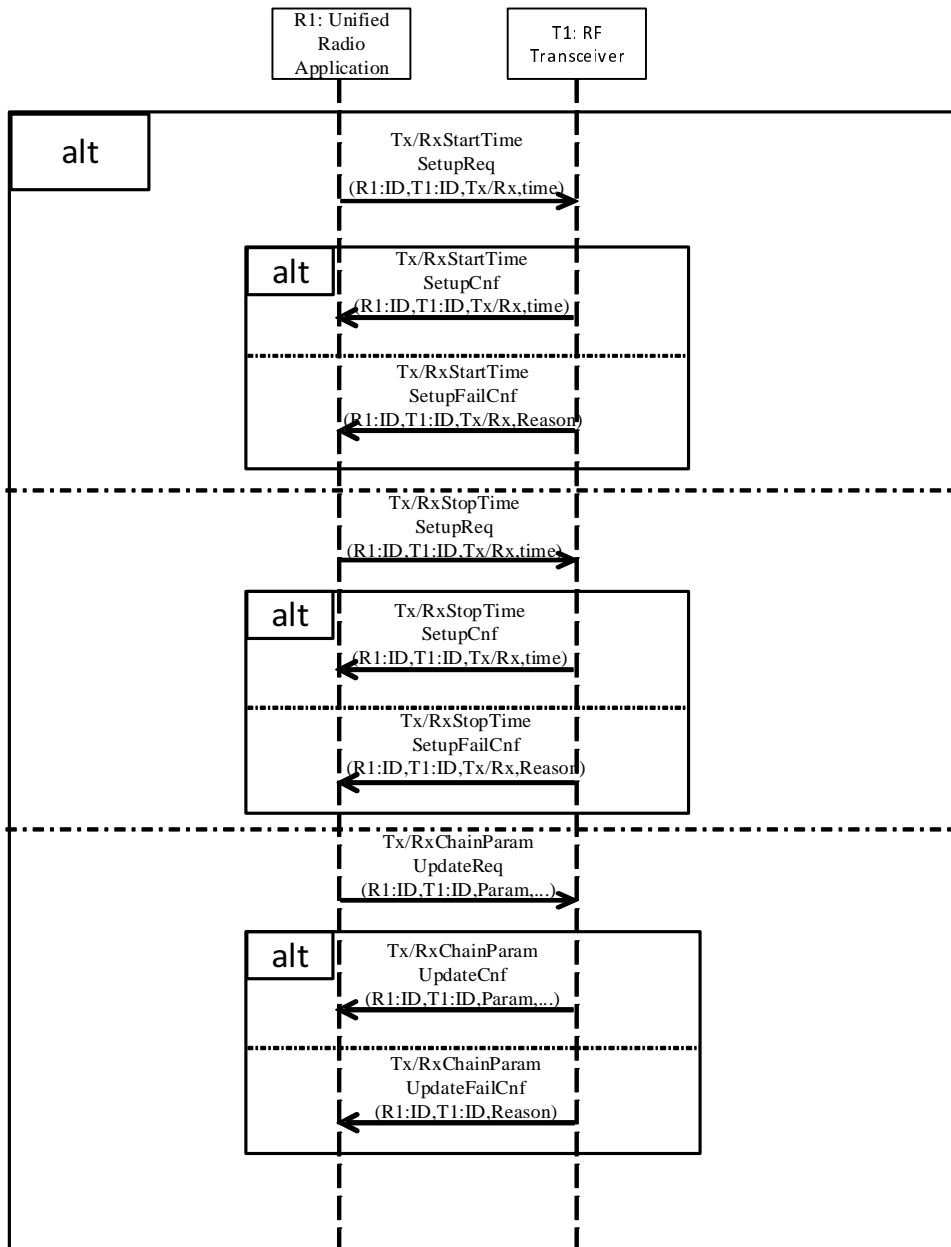 R1: Unified
Radio
Application
T1: RF
Transceiver
alt
Tx/RxStartTime
SetupReq
(R1:ID,T1:ID,Tx/Rx,time)
alt
Tx/RxStartTime
SetupCnf
(R1:ID,T1:ID,Tx/Rx,time)
Tx/RxStartTime
SetupFailCnf
(R1:ID,T1:ID,Tx/Rx,Reason)
Tx/RxStopTime
SetupReq
(R1:ID,T1:ID,Tx/Rx,time)
alt
Tx/RxStopTime
SetupCnf
(R1:ID,T1:ID,Tx/Rx,time)
Tx/RxStopTime
SetupFailCnf
(R1:ID,T1:ID,Tx/Rx,Reason)
Tx/RxChainParam
UpdateReq
(R1:ID,T1:ID,Param,...)
alt
Tx/RxChainParam
UpdateCnf
(R1:ID,T1:ID,Param,...)
Tx/RxChainParam
UpdateFailCnf
(R1:ID,T1:ID,Reason)